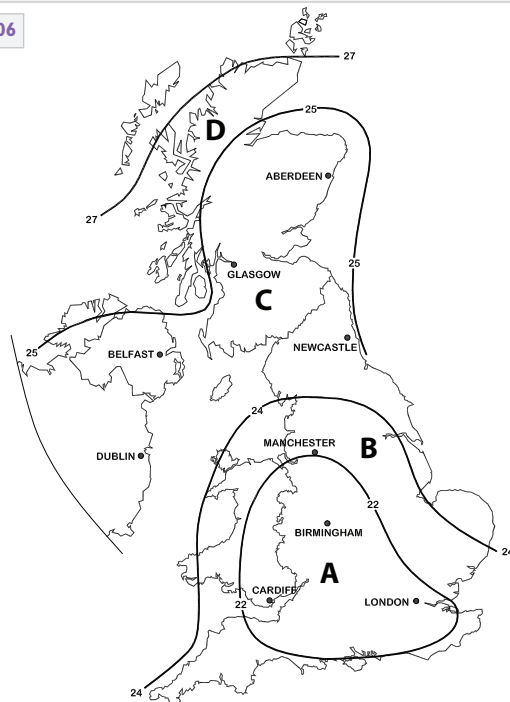 06
27
25
D
ABERDEEN
27
25
GLASGOW
C
NEWCASTLE
25
BELFAST
24
MANCHESTER
B
DUBLIN
22
BIRMINGHAM
24
A
CARDIFF
22
LONDON
24